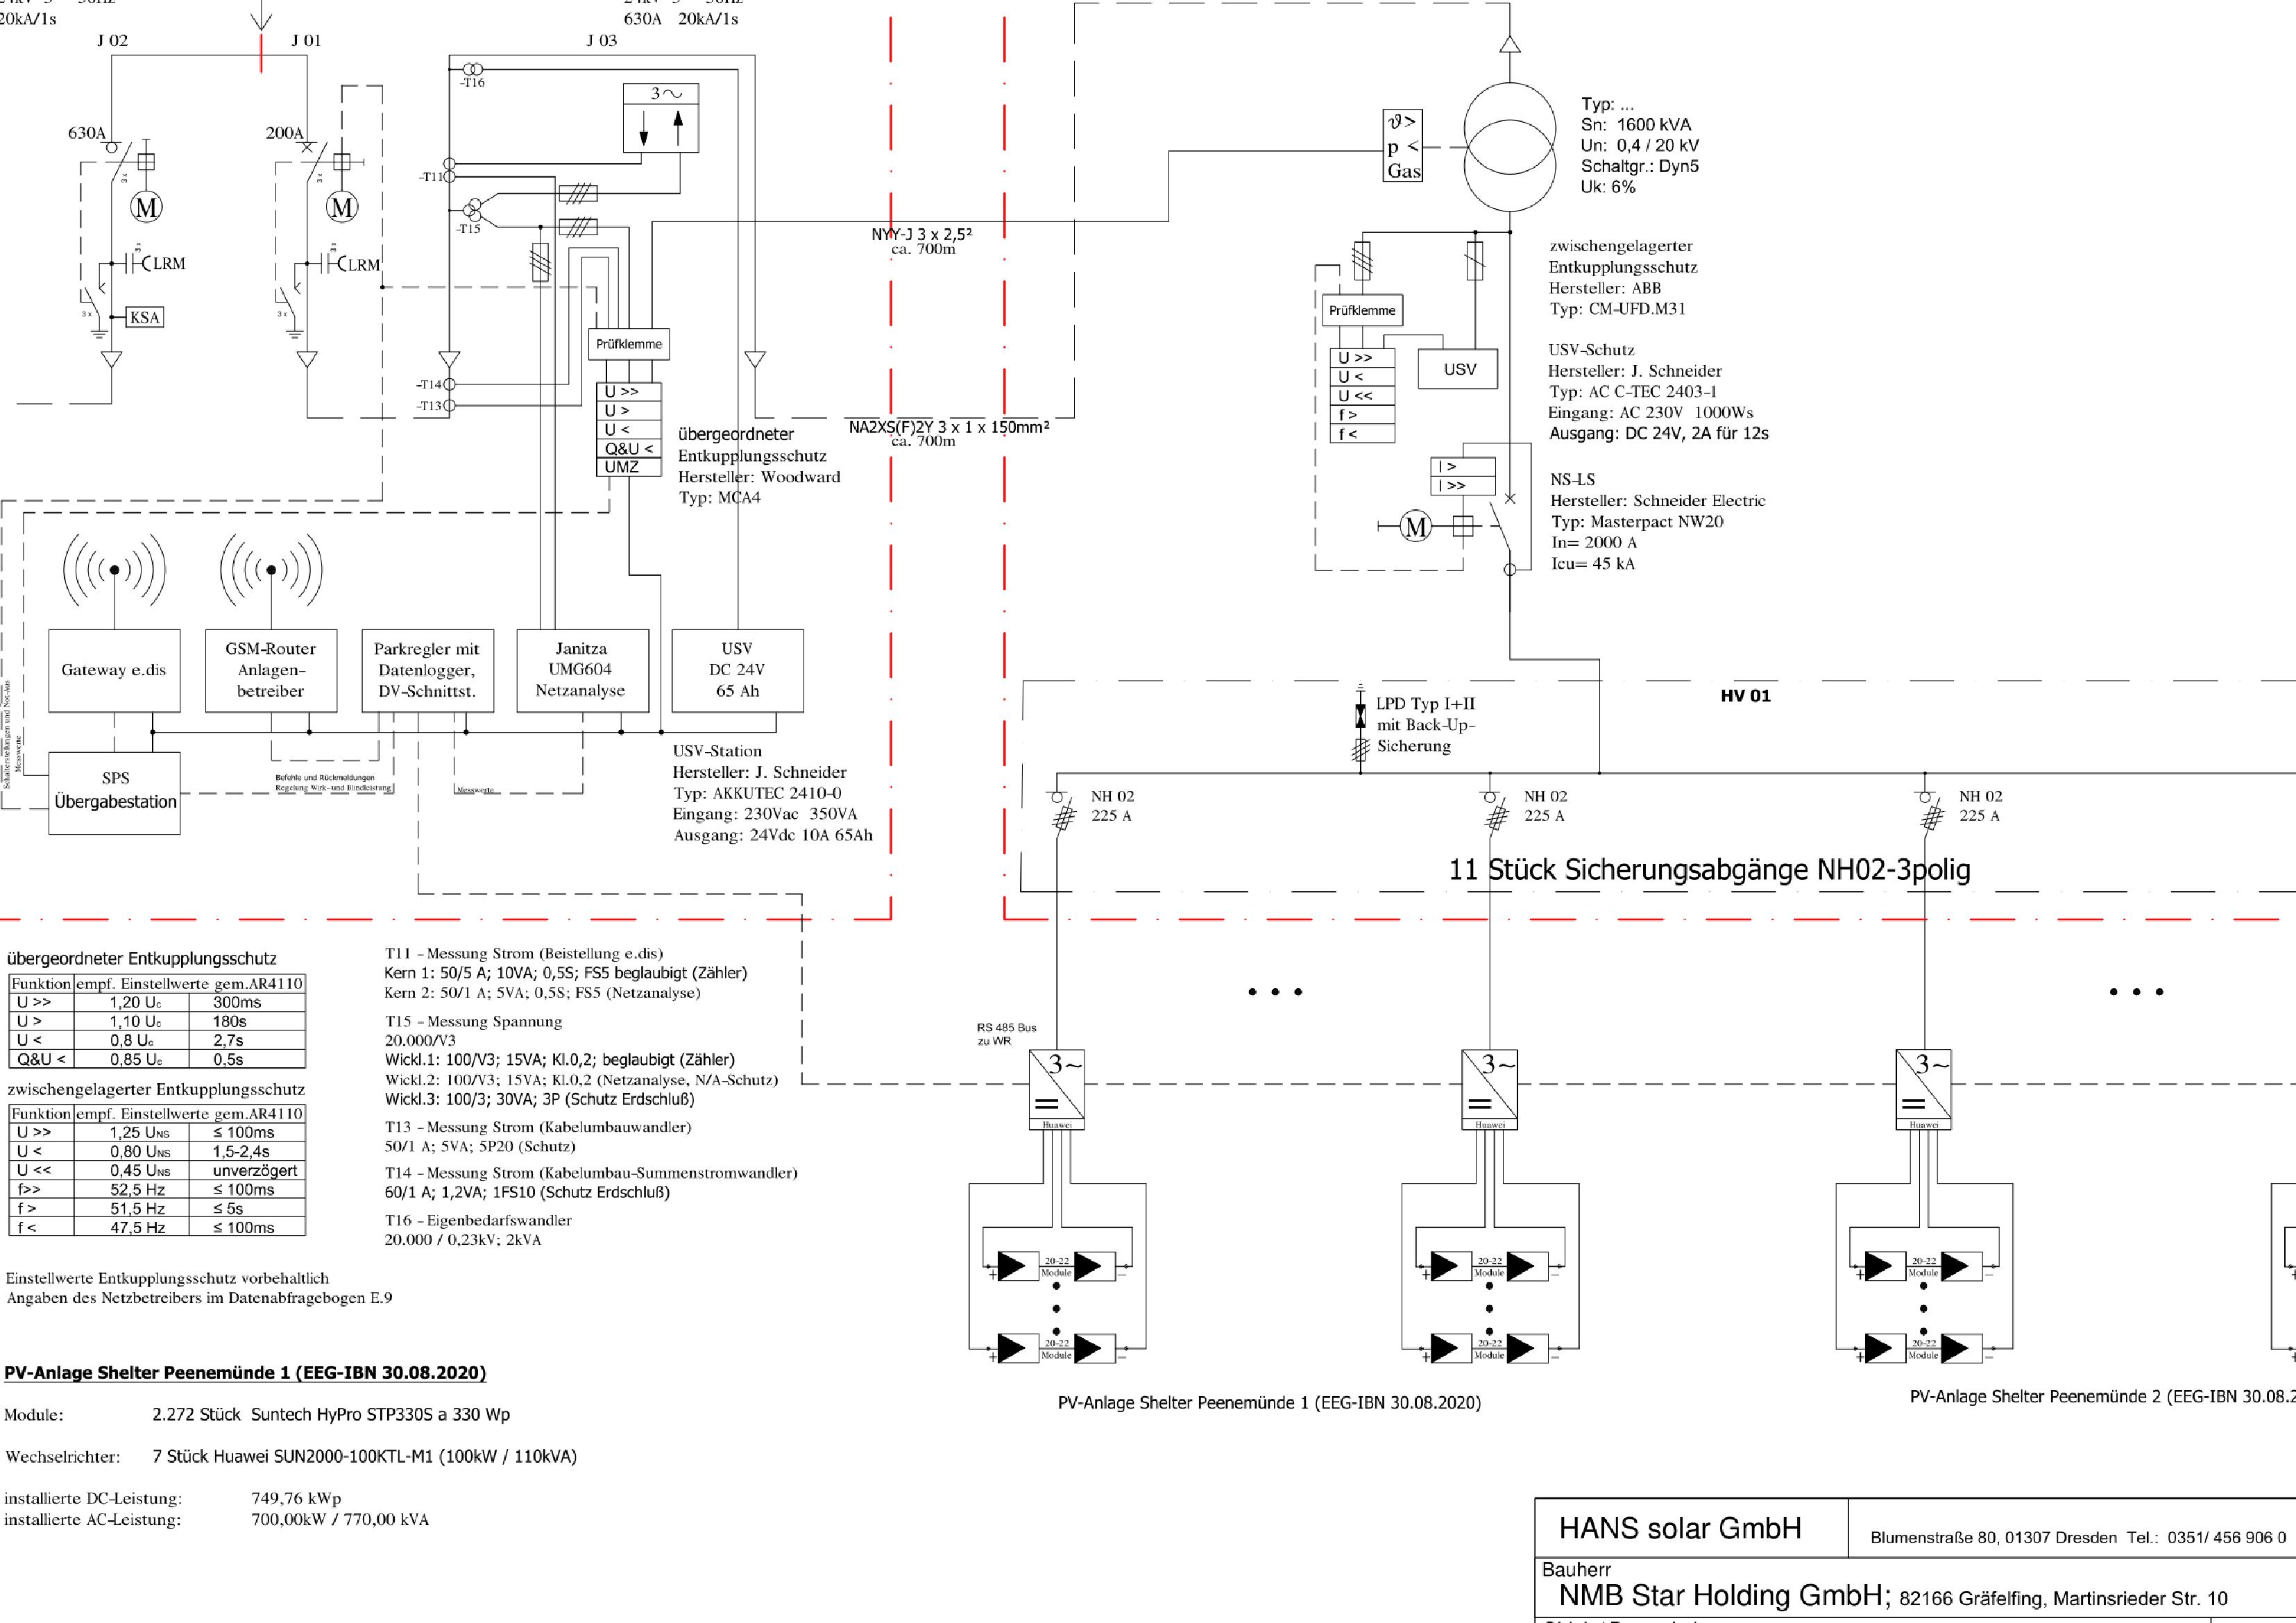 20kA/1s
630A 20kA/1s
J 02
J 01
J 03
-T16
3
630A
200A
3 x
3 x
M
M
-T11
-T15
3 x
3 x
LRM
LRM
3 x
3 x
KSA
Prüfklemme
-T14
-T13
U >>
U >
U <
Q&U <
UMZ
übergeordneter
Entkupplungsschutz
Hersteller: Woodward
Typ: MCA4
NYY-J 3 x 2,5²
ca. 700m
NA2XS(F)2Y 3 x 1 x 150mm²
ca. 700m
ϑ >
p <
Gas
Typ: ...
Sn: 1600 kVA
Un: 0,4 / 20 kV
Schaltgr.: Dyn5
Uk: 6%
zwischengelagerter
Entkupplungsschutz
Hersteller: ABB
Typ: CM-UFD.M31
Prüfklemme
U >>
U <
U <<
f >
f <
USV
USV-Schutz
Hersteller: J. Schneider
Typ: AC C-TEC 2403-1
Eingang: AC 230V 1000Ws
Ausgang: DC 24V, 2A für 12s
I >
I >>
M
NS-LS
Hersteller: Schneider Electric
Typ: Masterpact NW20
In= 2000 A
Icu= 45 kA
Gateway e.dis
GSM-Router
Anlagen-
betreiber
Parkregler mit
Datenlogger,
DV-Schnittst.
Janitza
UMG604
Netzanalyse
USV
DC 24V
65 Ah
Schalterstellungen und Not-Aus
Messwerte
SPS
Übergabestation
Befehle und Rückmeldungen
Regelung Wirk- und Blindleistung
Messwerte
USV-Station
Hersteller: J. Schneider
Typ: AKKUTEC 2410-0
Eingang: 230Vac 350VA
Ausgang: 24Vdc 10A 65Ah
HV 01
LPD Typ I+II
mit Back-Up-
Sicherung
NH 02
225 A
NH 02
225 A
NH 02
225 A
11 Stück Sicherungsabgänge NH02-3polig
übergeordneter Entkupplungsschutz
Funktion empf. Einstellwerte gem.AR4110
U >> 1,20 Uc 300ms
U > 1,10 Uc 180s
U < 0,8 Uc 2,7s
Q&U < 0,85 Uc 0,5s
zwischengelagerter Entkupplungsschutz
Funktion empf. Einstellwerte gem.AR4110
U >> 1,25 UNS ≤ 100ms
U < 0,80 UNS 1,5-2,4s
U << 0,45 UNS unverzögert
f>> 52,5 Hz ≤ 100ms
f > 51,5 Hz ≤ 5s
f < 47,5 Hz ≤ 100ms
Einstellwerte Entkupplungsschutz vorbehaltlich
Angaben des Netzbetreibers im Datenabfragebogen E.9
T11 - Messung Strom (Beistellung e.dis)
Kern 1: 50/5 A; 10VA; 0,5S; FS5 beglaubigt (Zähler)
Kern 2: 50/1 A; 5VA; 0,5S; FS5 (Netzanalyse)
T15 - Messung Spannung
20.000/V3
Wickl.1: 100/V3; 15VA; Kl.0,2; beglaubigt (Zähler)
Wickl.2: 100/V3; 15VA; Kl.0,2 (Netzanalyse, N/A-Schutz)
Wickl.3: 100/3; 30VA; 3P (Schutz Erdschluß)
T13 - Messung Strom (Kabelumbauwandler)
50/1 A; 5VA; 5P20 (Schutz)
T14 - Messung Strom (Kabelumbau-Summenstromwandler)
60/1 A; 1,2VA; 1FS10 (Schutz Erdschluß)
T16 - Eigenbedarfswandler
20.000 / 0,23kV; 2kVA
RS 485 Bus
zu WR
3~
Huawei
3~
Huawei
3~
Huawei
20-22
Module
20-22
Module
20-22
Module
20-22
Module
20-22
Module
20-22
Module
PV-Anlage Shelter Peenemünde 1 (EEG-IBN 30.08.2020)
PV-Anlage Shelter Peenemünde 2 (EEG-IBN 30.08.2
PV-Anlage Shelter Peenemünde 1 (EEG-IBN 30.08.2020)
Module: 2.272 Stück Suntech HyPro STP330S a 330 Wp
Wechselrichter: 7 Stück Huawei SUN2000-100KTL-M1 (100kW / 110kVA)
installierte DC-Leistung: 749,76 kWp
installierte AC-Leistung: 700,00kW / 770,00 kVA
HANS solar GmbH
Blumenstraße 80, 01307 Dresden Tel.: 0351/ 456 906 0
Bauherr
NMB Star Holding GmbH; 82166 Gräfelfing, Martinsrieder Str. 10